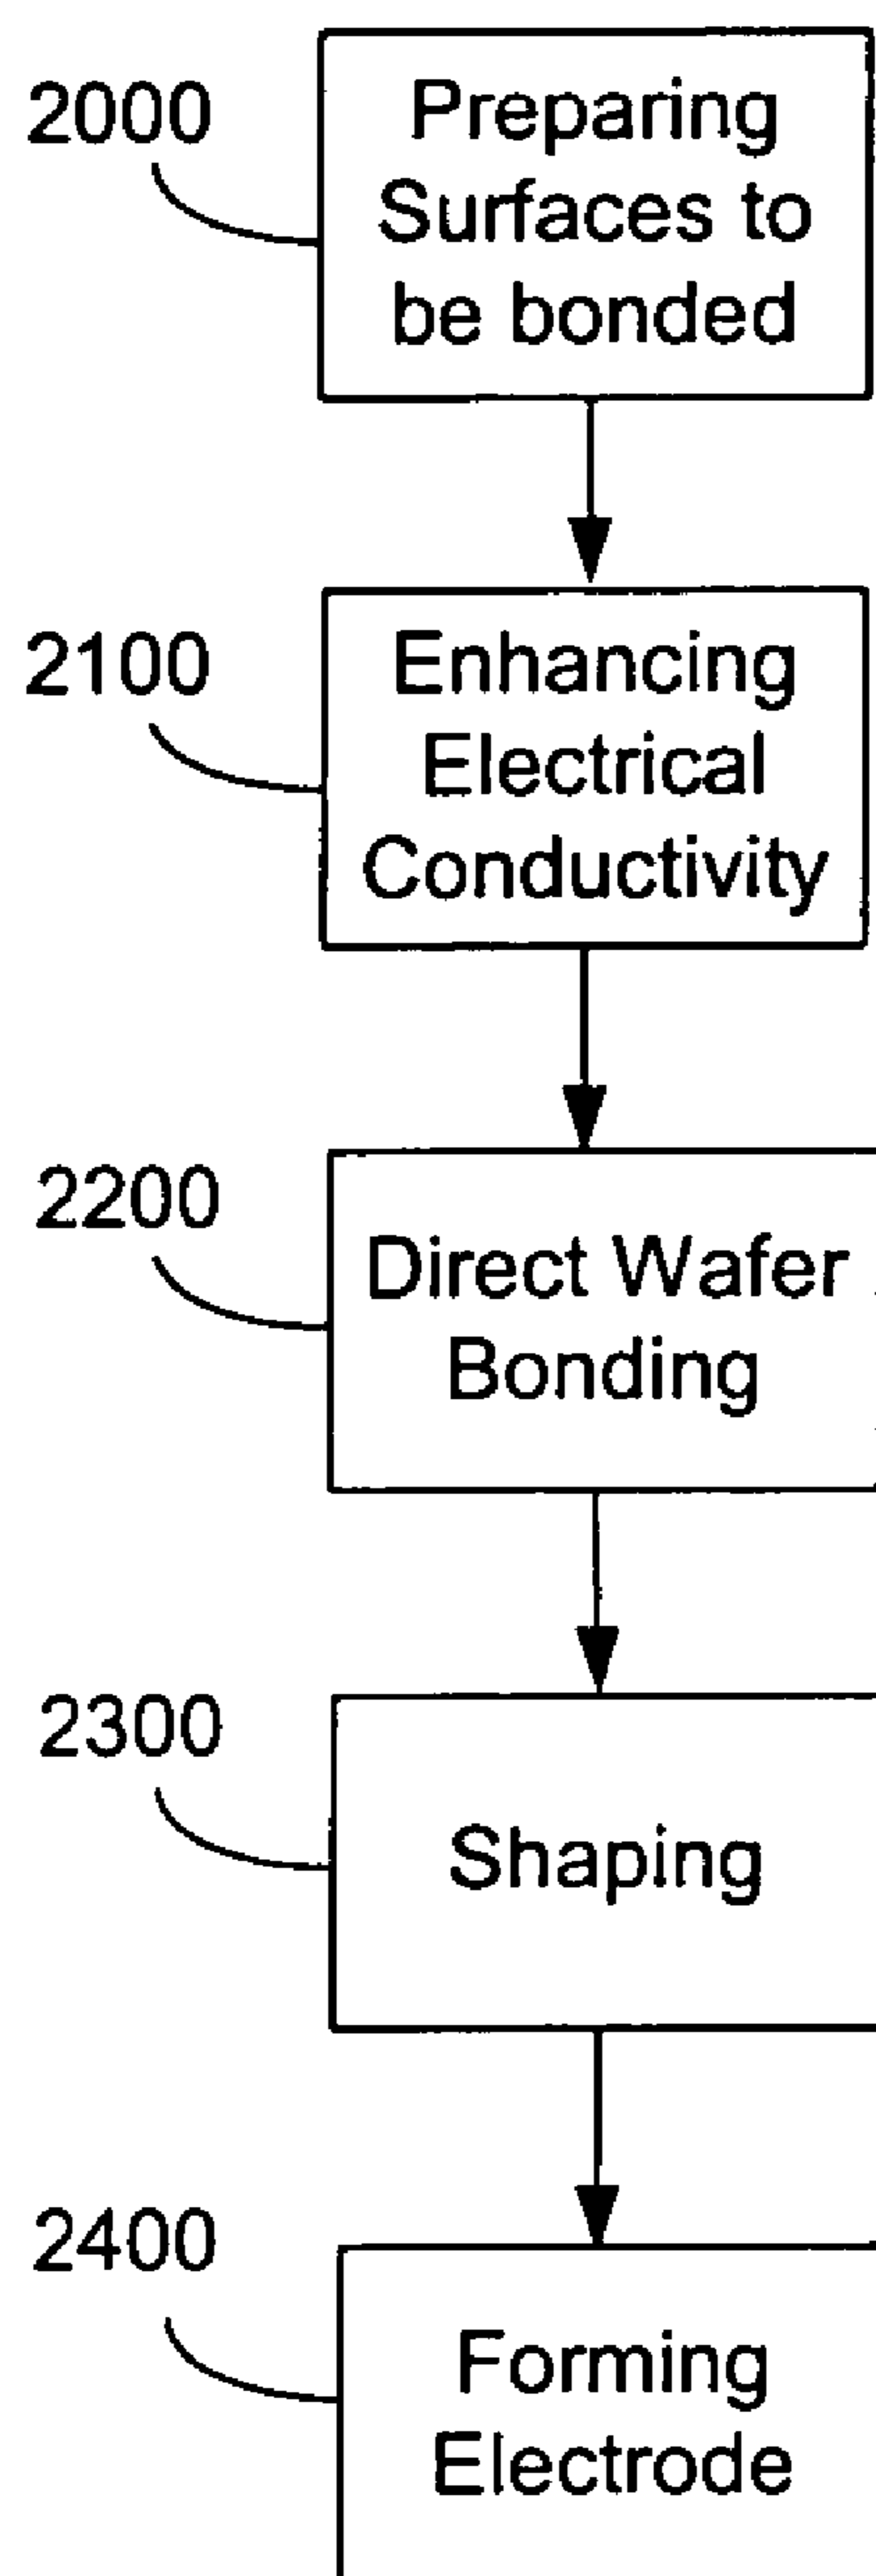 2000
Preparing
Surfaces to
be bonded
2100
Enhancing
Electrical
Conductivity
2200
Direct Wafer
Bonding
2300
Shaping
2400
Forming
Electrode